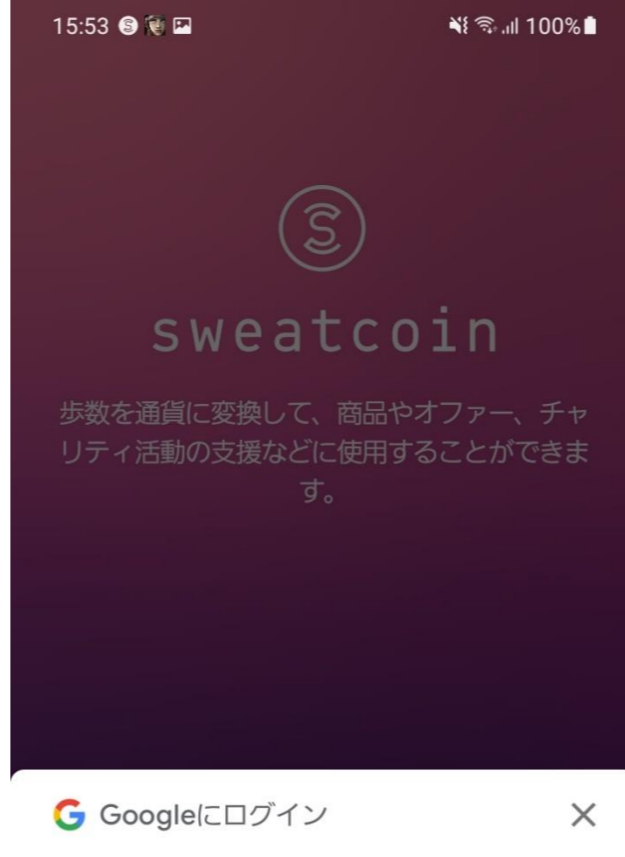 15:53
100%
sweatcoin
歩数を通貨に変換して、商品やオファー、チャ
リティ活動の支援などに使用することができま
す。
Googleにログイン